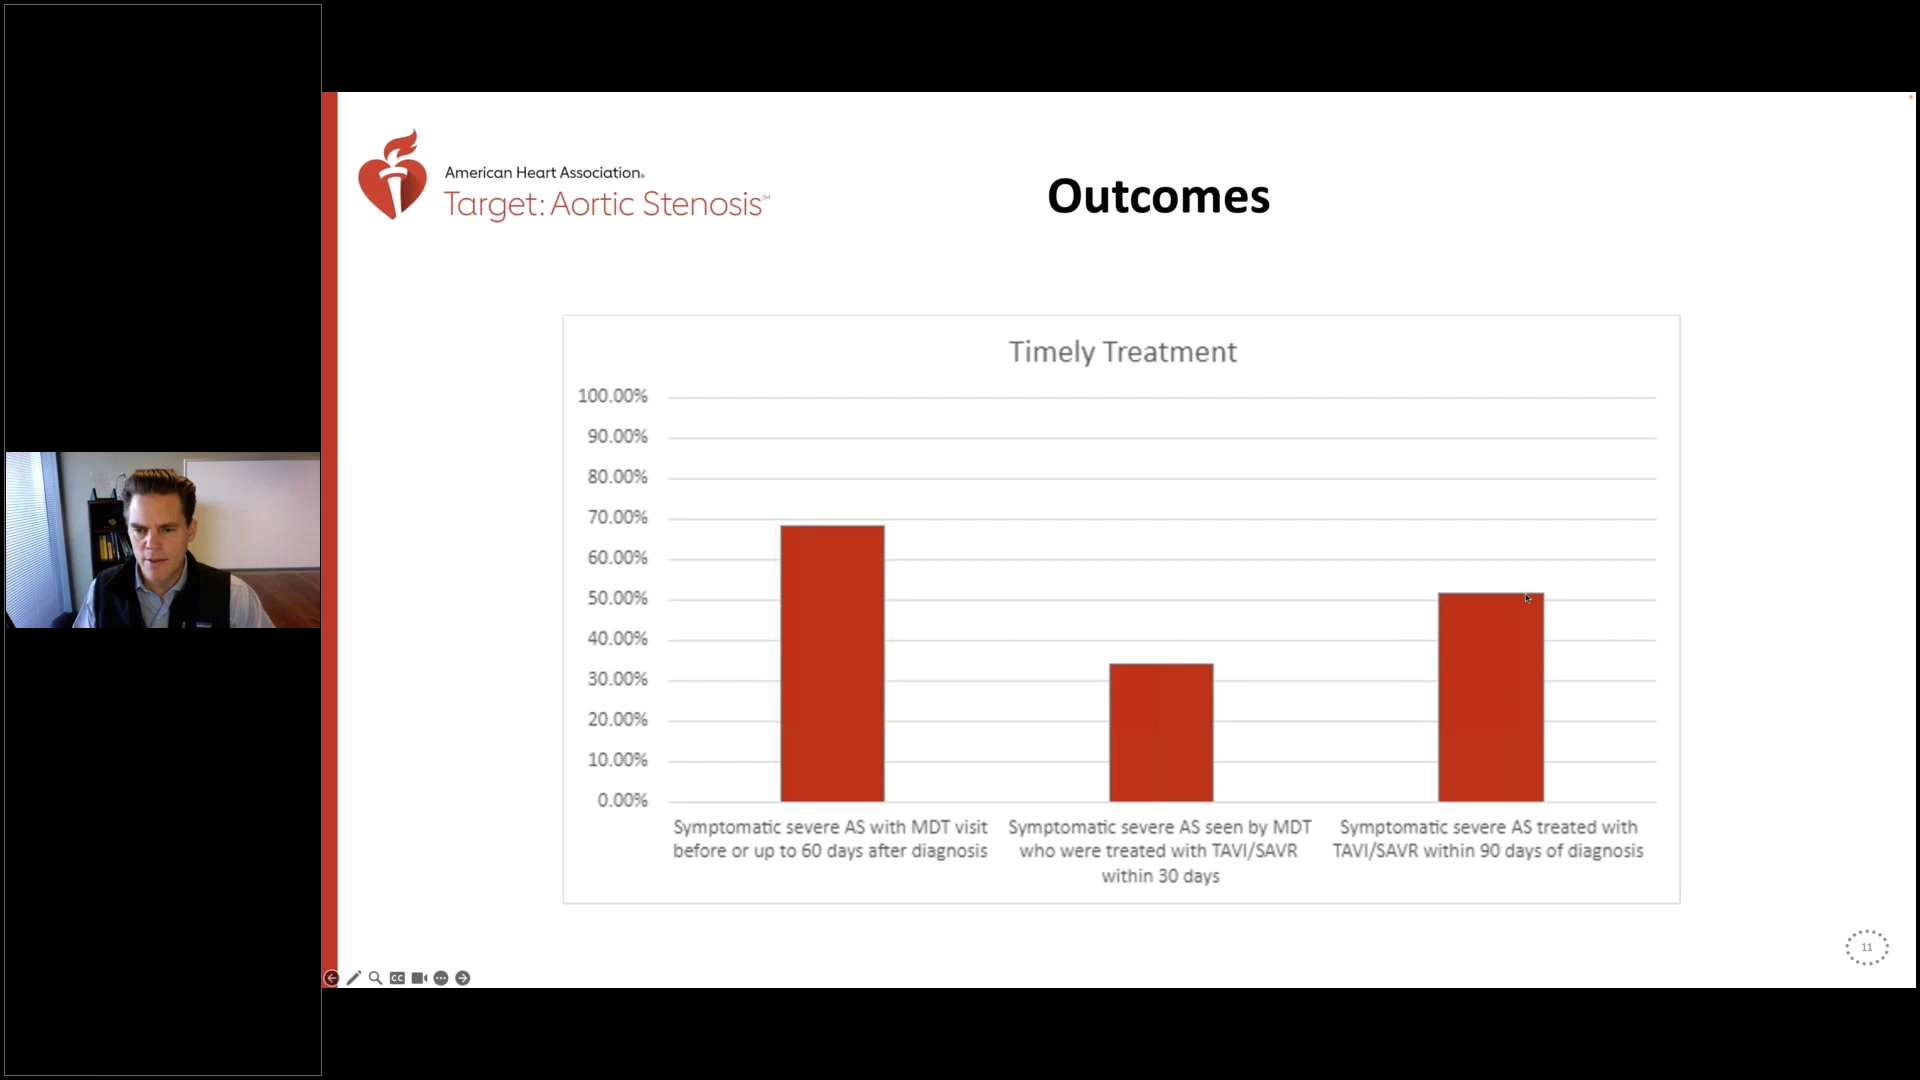 American Heart Association®
Target: Aortic Stenosis™
Outcomes
Timely Treatment
100.00%
90.00%
80.00%
70.00%
60.00%
50.00%
40.00%
30.00%
20.00%
10.00%
0.00%
Symptomatic severe AS with MDT visit
before or up to 60 days after diagnosis
Symptomatic severe AS seen by MDT
who were treated with TAVI/SAVR
within 30 days
Symptomatic severe AS treated with
TAVI/SAVR within 90 days of diagnosis
11
CC